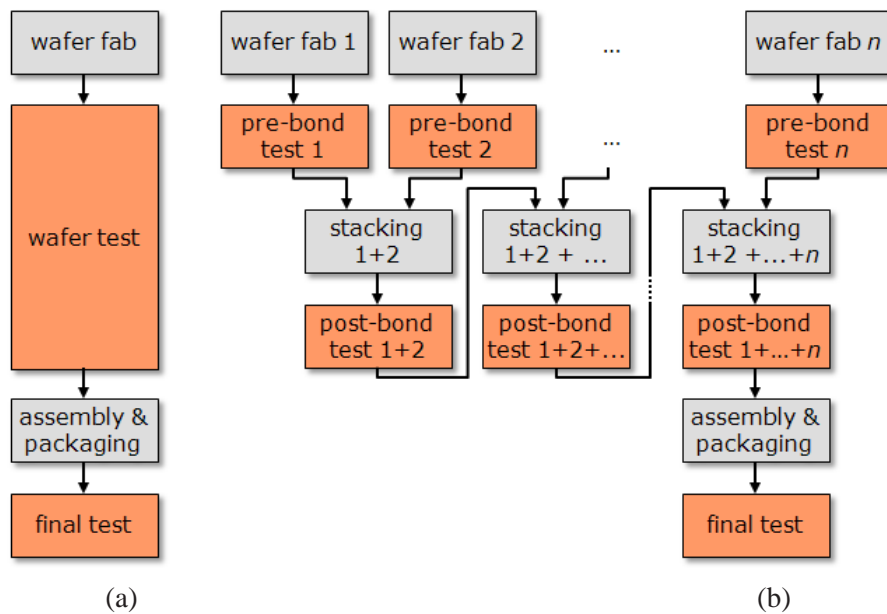 wafer fab
wafer test
assembly &
packaging
final test
(a)
wafer fab 1
wafer fab 2
...
wafer fab n
pre-bond
test 1
pre-bond
test 2
...
pre-bond
test n
stacking
1+2
stacking
1+2 + ...
stacking
1+2 +...+n
post-bond
test 1+2
post-bond
test 1+2+...
post-bond
test 1+...+n
assembly &
packaging
final test
(b)